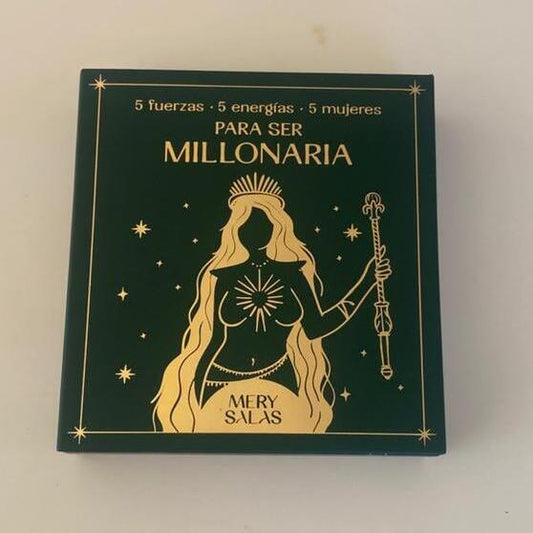 5 fuerzas · 5 energías · 5 mujeres
PARA SER
MILLONARIA
MERY
SALAS